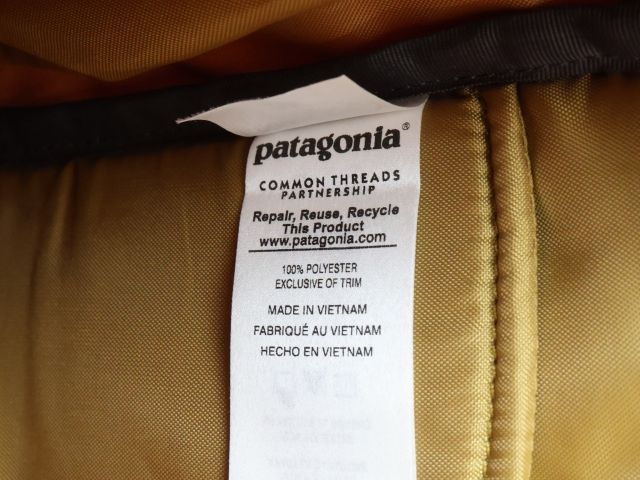 patagonia®
COMMON THREADS
PARTNERSHIP
Repair, Reuse, Recycle
This Product
www.patagonia.com
100% POLYESTER
EXCLUSIVE OF TRIM
MADE IN VIETNAM
FABRIQUÉ AU VIETNAM
HECHO EN VIETNAM